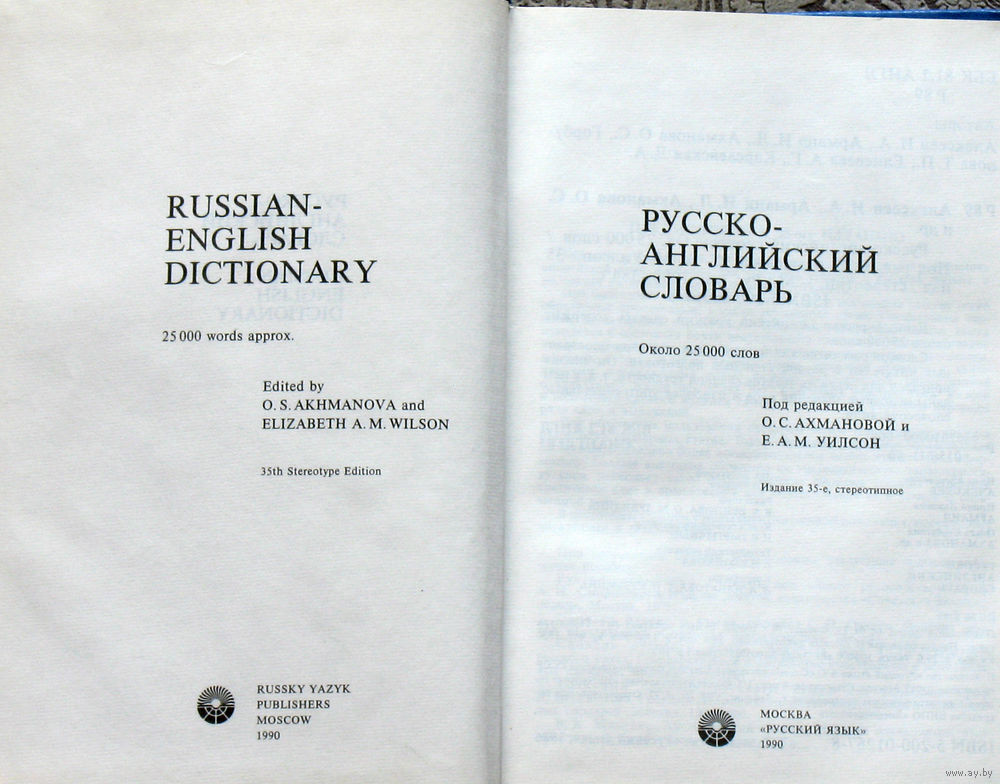 RUSSIAN-
ENGLISH
DICTIONARY
25 000 words approx.
Edited by
O. S. AKHMANOVA and
ELIZABETH A. M. WILSON
35th Stereotype Edition
RUSSKY YAZYK
PUBLISHERS
MOSCOW
1990
РУССКО-
АНГЛИЙСКИЙ
СЛОВАРЬ
Около 25 000 слов
Под редакцией
О. С. АХМАНОВОЙ и
Е. А. М. УИЛСОН
Издание 35-е, стереотипное
МОСКВА
«РУССКИЙ ЯЗЫК»
1990
www.ay.by